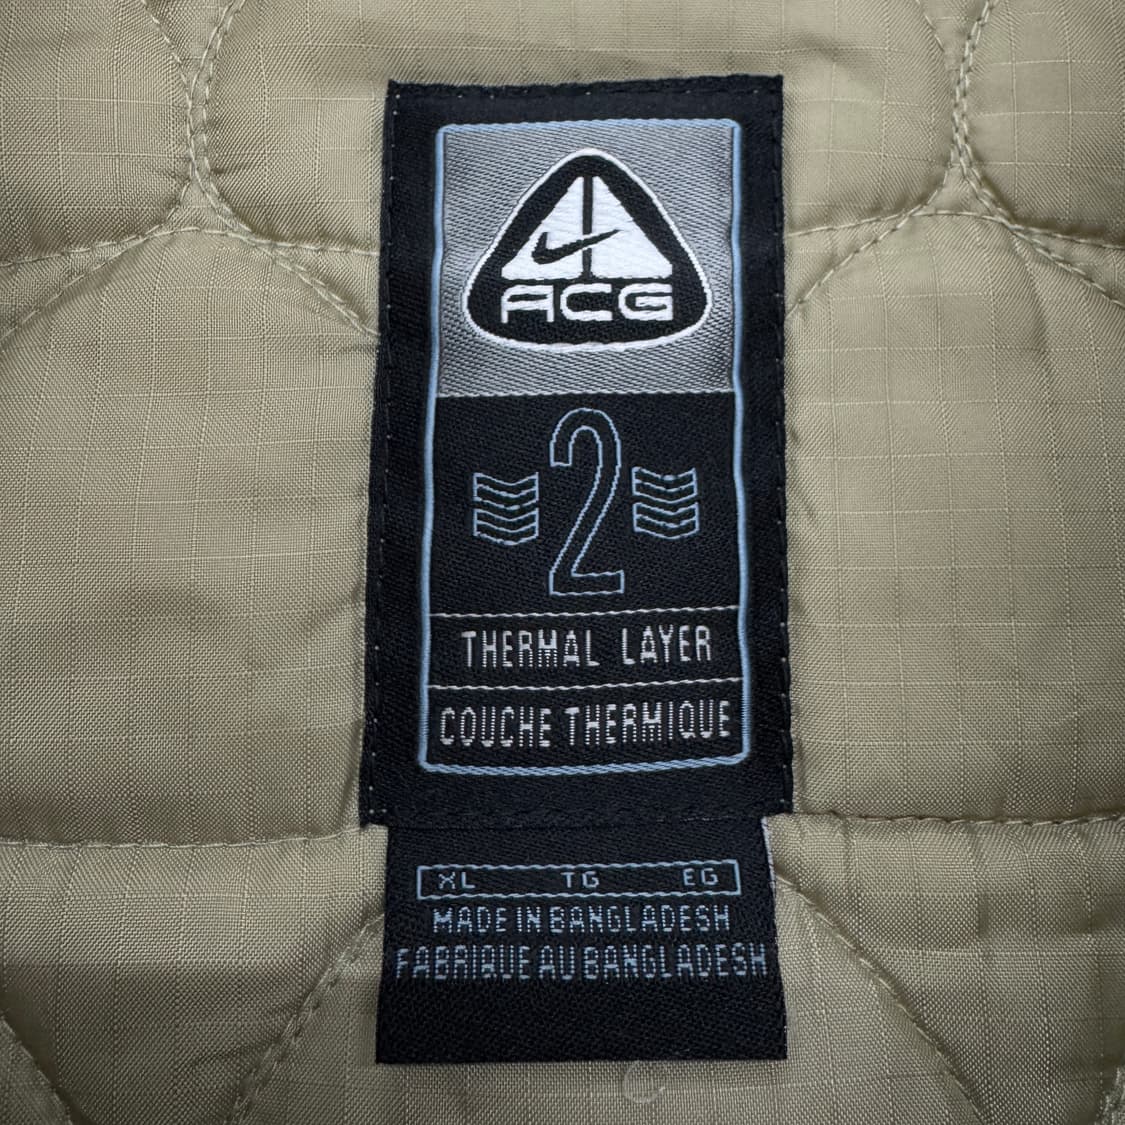 ACG
2
THERMAL LAYER
COUCHE THERMIQUE
XL TG EG
MADE IN BANGLADESH
FABRIQUE AU BANGLADESH